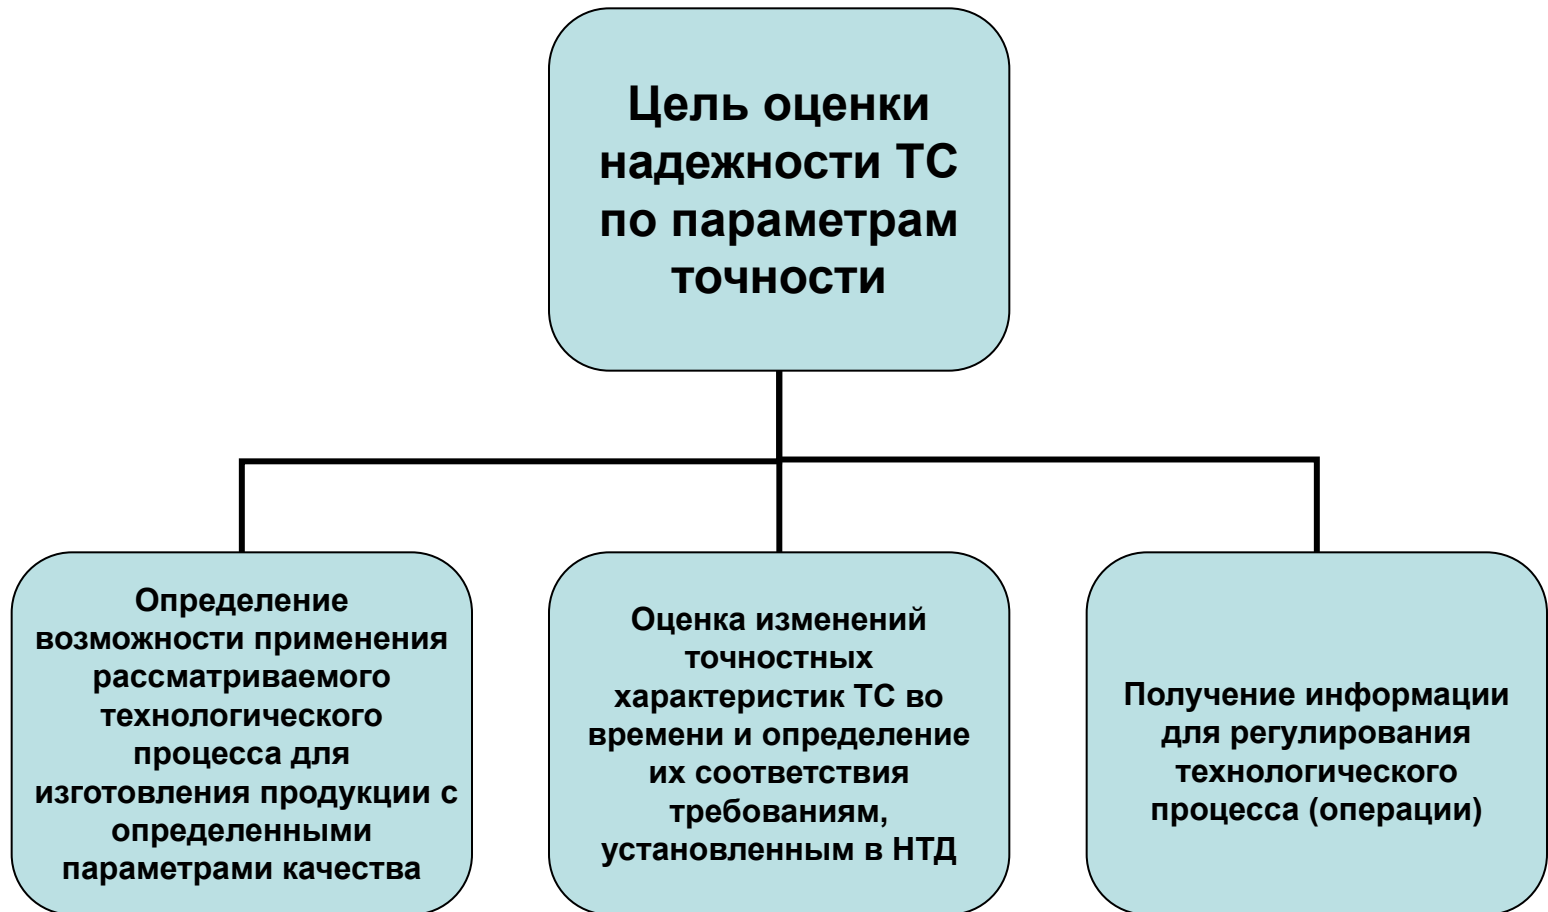 Цель оценки
надежности ТС
по параметрам
точности
Определение
возможности применения
рассматриваемого
технологического
процесса для
изготовления продукции с
определенными
параметрами качества
Оценка изменений
точностных
характеристик ТС во
времени и определение
их соответствия
требованиям,
установленным в НТД
Получение информации
для регулирования
технологического
процесса (операции)